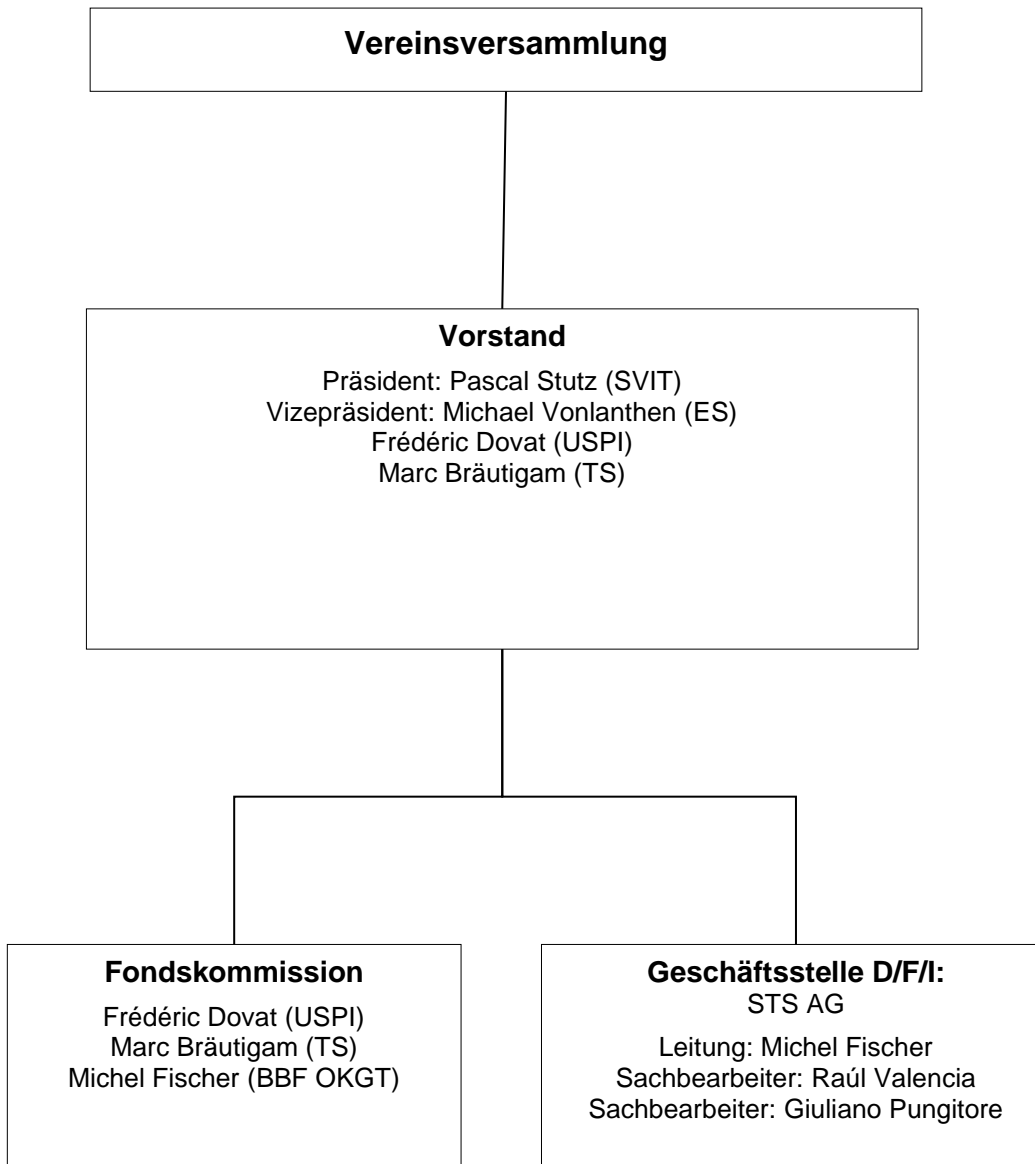 Vereinsversammlung
Vorstand
Präsident: Pascal Stutz (SVIT)
Vizepräsident: Michael Vonlanthen (ES)
Frédéric Dovat (USPI)
Marc Bräutigam (TS)
Fondskommission
Frédéric Dovat (USPI)
Marc Bräutigam (TS)
Michel Fischer (BBF OKGT)
Geschäftsstelle D/F/I:
STS AG
Leitung: Michel Fischer
Sachbearbeiter: Raúl Valencia
Sachbearbeiter: Giuliano Pungitore